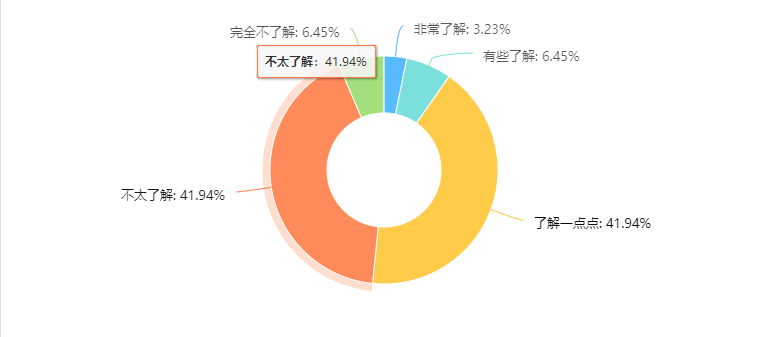 完全不了解: 6.45%
非常了解: 3.23%
有些了解: 6.45%
不太了解：41.94%
不太了解: 41.94%
了解一点点: 41.94%